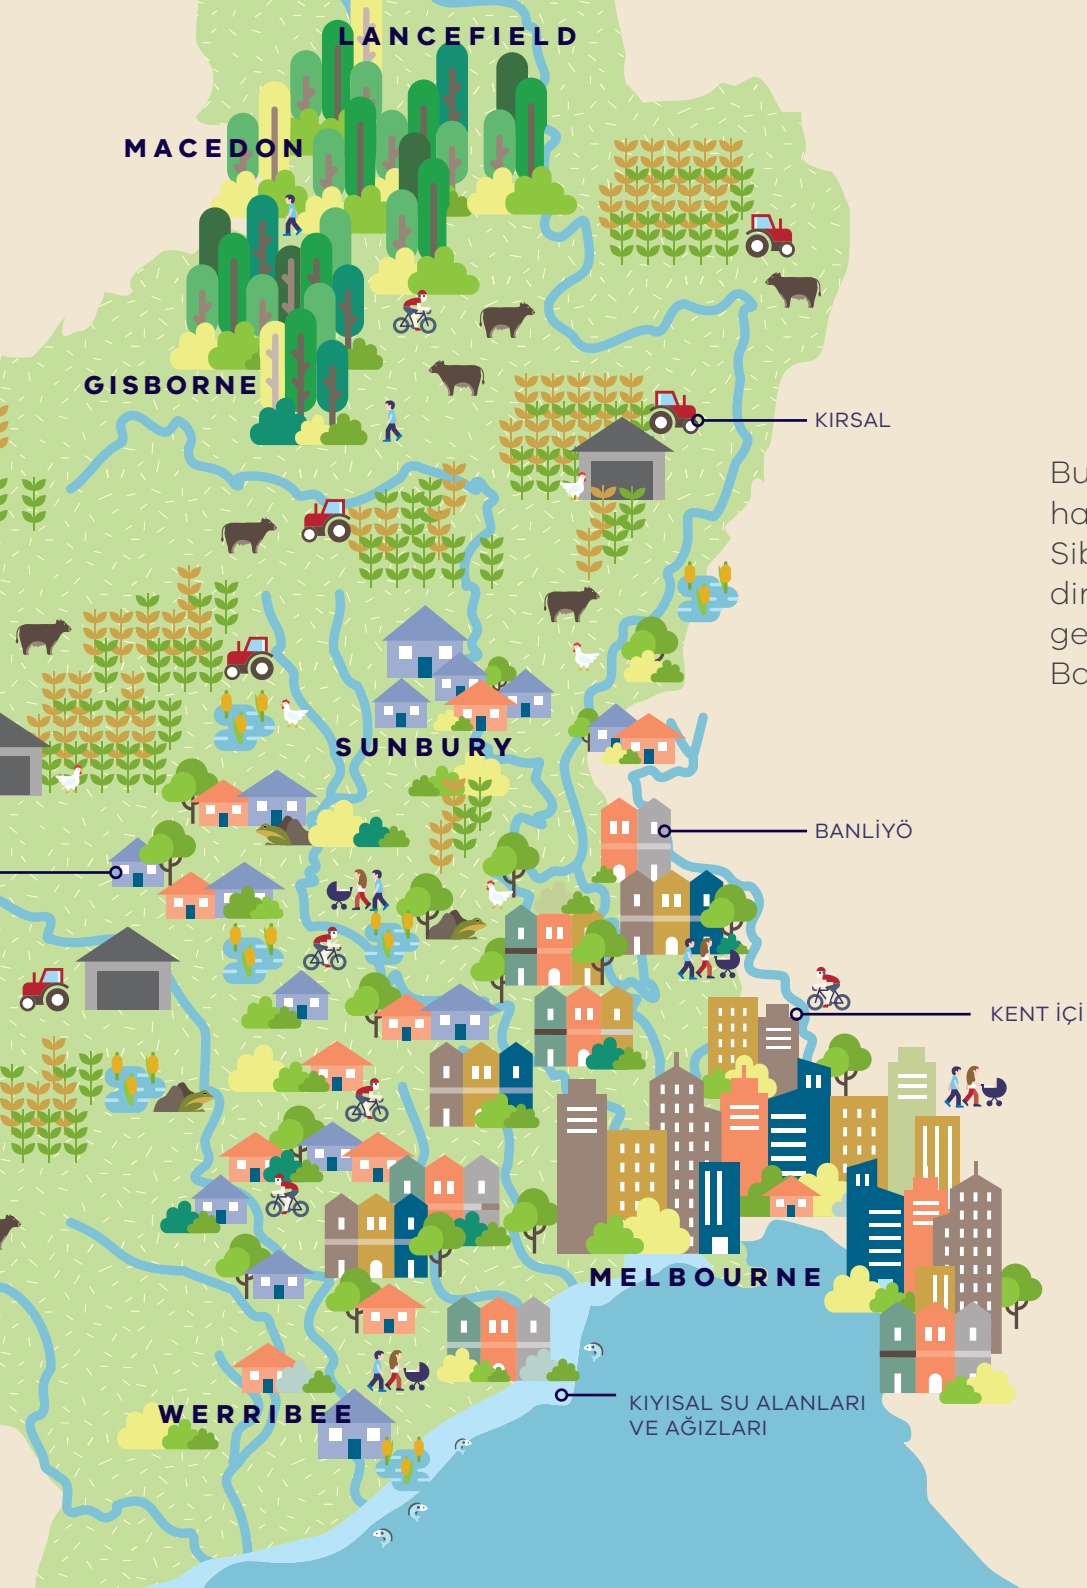 LANCEFIELD
MACEDON
GISBORNE
KIRSAL
SUNBURY
BANLİYÖ
KENT İÇİ
MELBOURNE
KIYISAL SU ALANLARI
VE AĞIZLARI
WERRIBEE